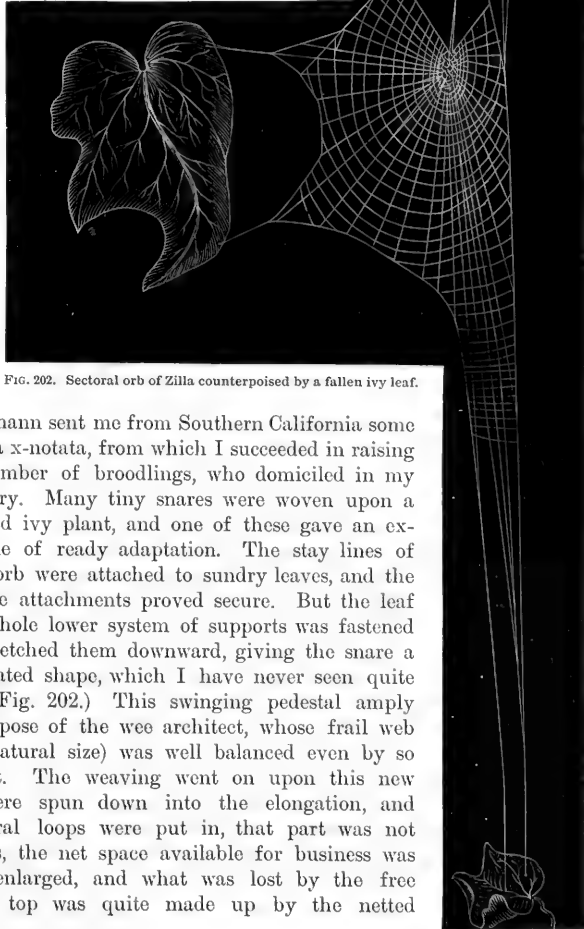 FIG. 202. Sectoral orb of Zilla counterpoised by a fallen ivy leaf.
mann sent me from Southern California some
x-notata, from which I succeeded in raising
mber of broodlings, who domiciled in my
ry. Many tiny snares were woven upon a
d ivy plant, and one of these gave an ex-
e of ready adaptation. The stay lines of
orb were attached to sundry leaves, and the
e attachments proved secure. But the leaf
hole lower system of supports was fastened
etched them downward, giving the snare a
ated shape, which I have never seen quite
Fig. 202.) This swinging pedestal amply
pose of the wee architect, whose frail web
atural size) was well balanced even by so
t. The weaving went on upon this new
ere spun down into the elongation, and
ral loops were put in, that part was not
s, the net space available for business was
enlarged, and what was lost by the free
top was quite made up by the netted